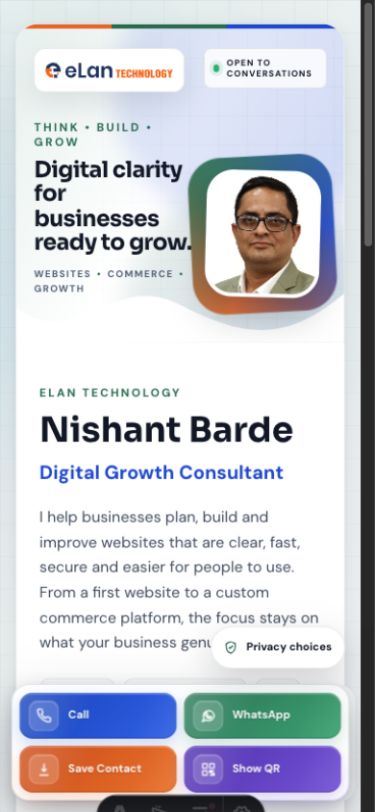 eLan TECHNOLOGY
OPEN TO
CONVERSATIONS
THINK • BUILD •
GROW
Digital clarity
for
businesses
ready to grow.
WEBSITES • COMMERCE •
GROWTH
ELAN TECHNOLOGY
Nishant Barde
Digital Growth Consultant
I help businesses plan, build and
improve websites that are clear, fast,
secure and easier for people to use.
From a first website to a custom
commerce platform, the focus stays on
what your business
Privacy choices
Call
WhatsApp
Save Contact
Show QR